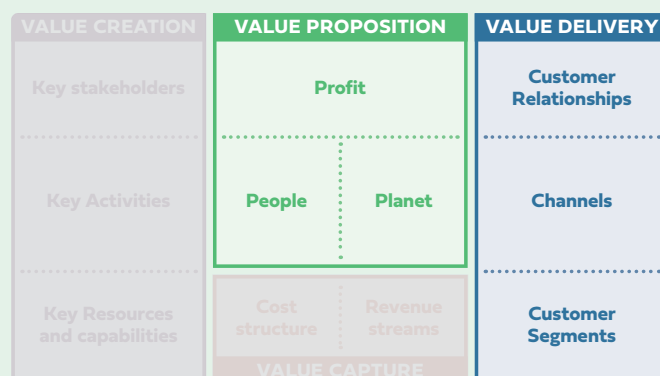 VALUE CREATION
Key stakeholders
Key Activities
Key Resources
and capabilities
VALUE PROPOSITION
Profit
People
Planet
Cost
structure
Revenue
streams
VALUE CAPTURE
VALUE DELIVERY
Customer
Relationships
Channels
Customer
Segments